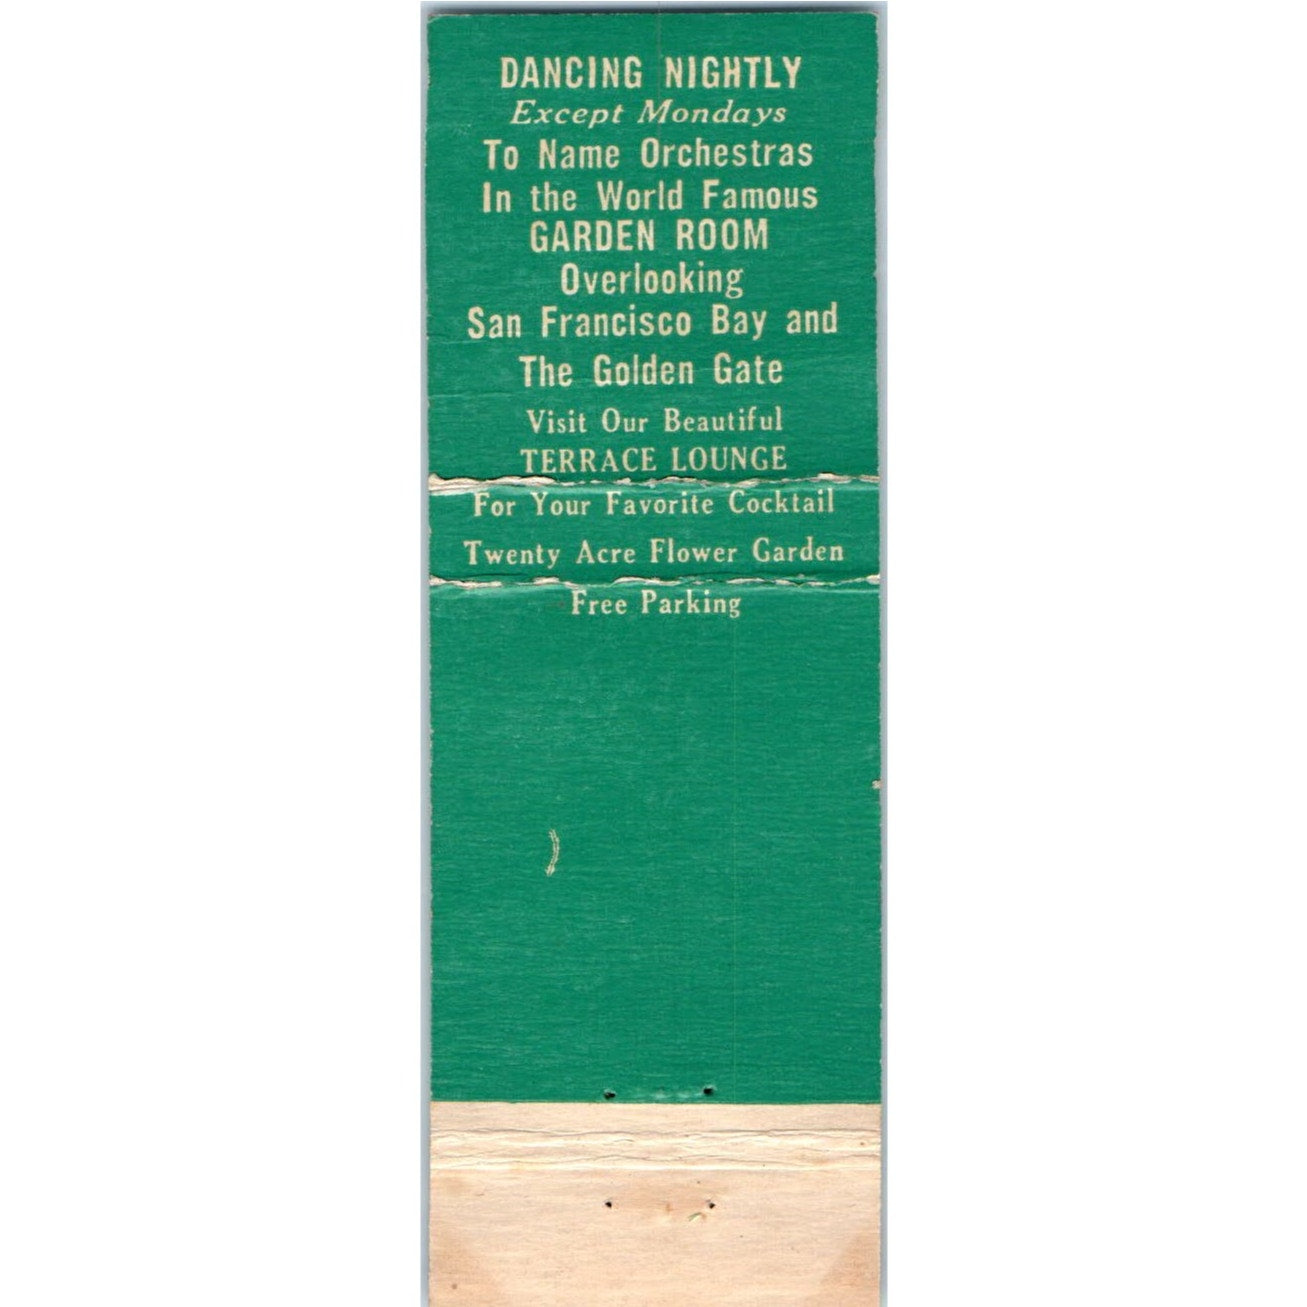 DANCING NIGHTLY
Except Mondays
To Name Orchestras
In the World Famous
GARDEN ROOM
Overlooking
San Francisco Bay and
The Golden Gate
Visit Our Beautiful
TERRACE LOUNGE
For Your Favorite Cocktail
Twenty Acre Flower Garden
Free Parking